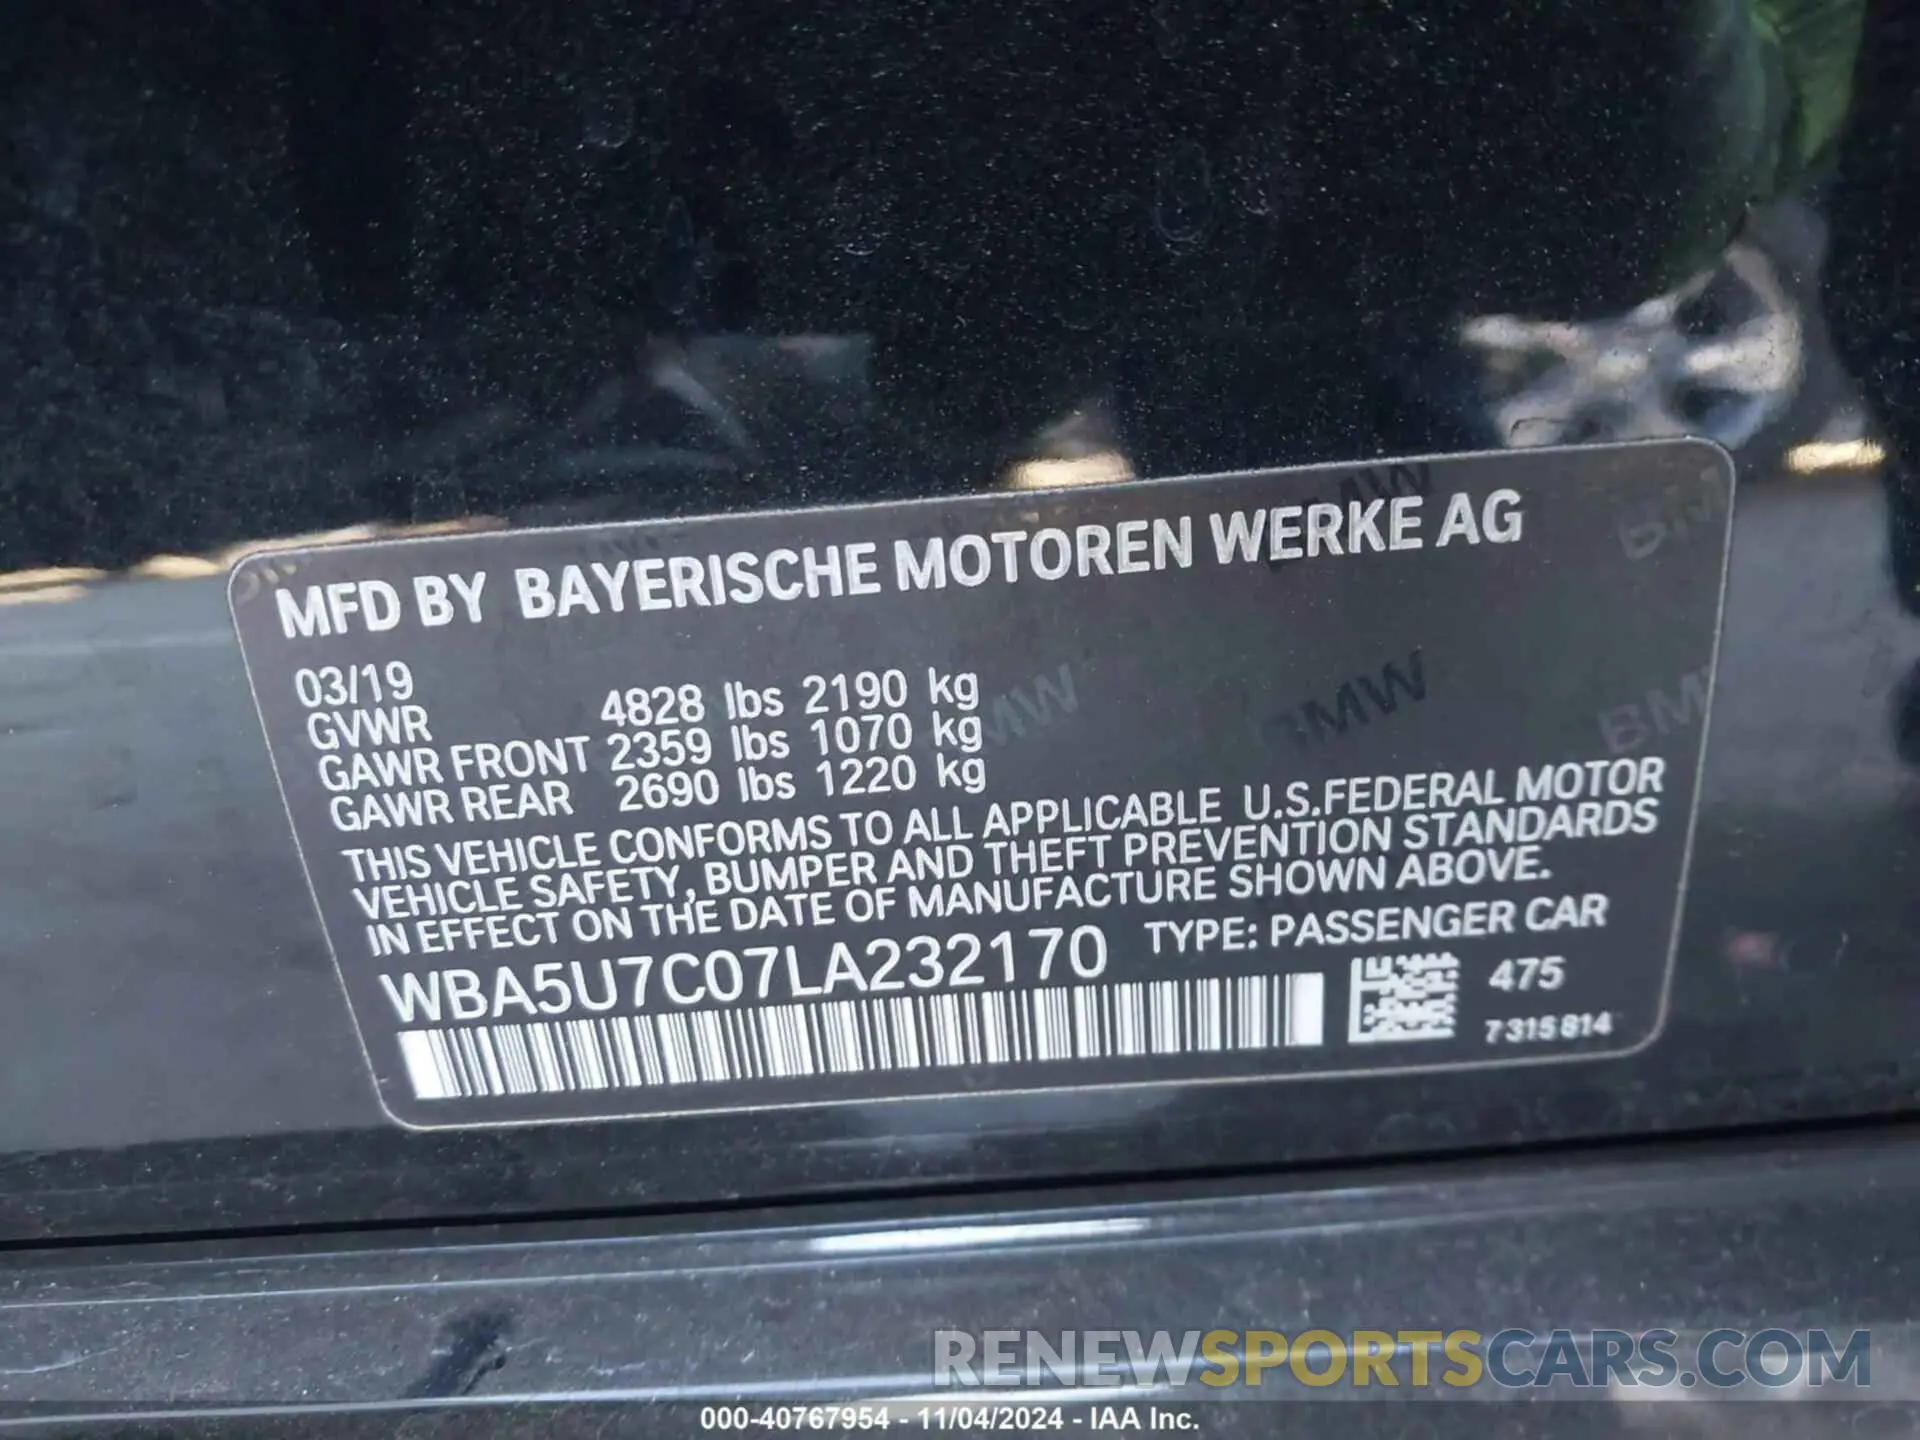 MFD BY BAYERISCHE MOTOREN WERKE AG
03/19
GVWR 4828 lbs 2190 kg
GAWR FRONT 2359 lbs 1070 kg
GAWR REAR 2690 lbs 1220 kg
THIS VEHICLE CONFORMS TO ALL APPLICABLE U.S.FEDERAL MOTOR
VEHICLE SAFETY, BUMPER AND THEFT PREVENTION STANDARDS
IN EFFECT ON THE DATE OF MANUFACTURE SHOWN ABOVE.
WBA5U7C07LA232170 TYPE: PASSENGER CAR
475
7 315 814
RENEWSPORTSCARS.COM
000-40767954 - 11/04/2024 - IAA Inc.